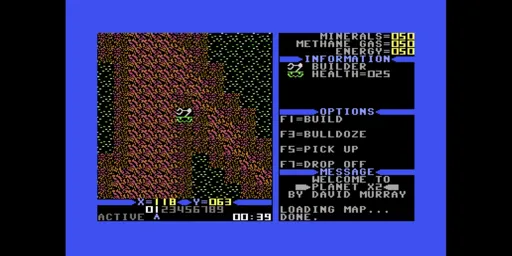 MINERALS=050
METHANE GAS=050
ENERGY=050
INFORMATION
BUILDER
HEALTH=025
OPTIONS
F1=BUILD
F3=BULLDOZE
F5=PICK UP
F7=DROP OFF
MESSAGE
WELCOME TO
PLANET X2
BY DAVID MURRAY
LOADING MAP...
DONE.
X=118 Y=063
0123456789
ACTIVE 00:39